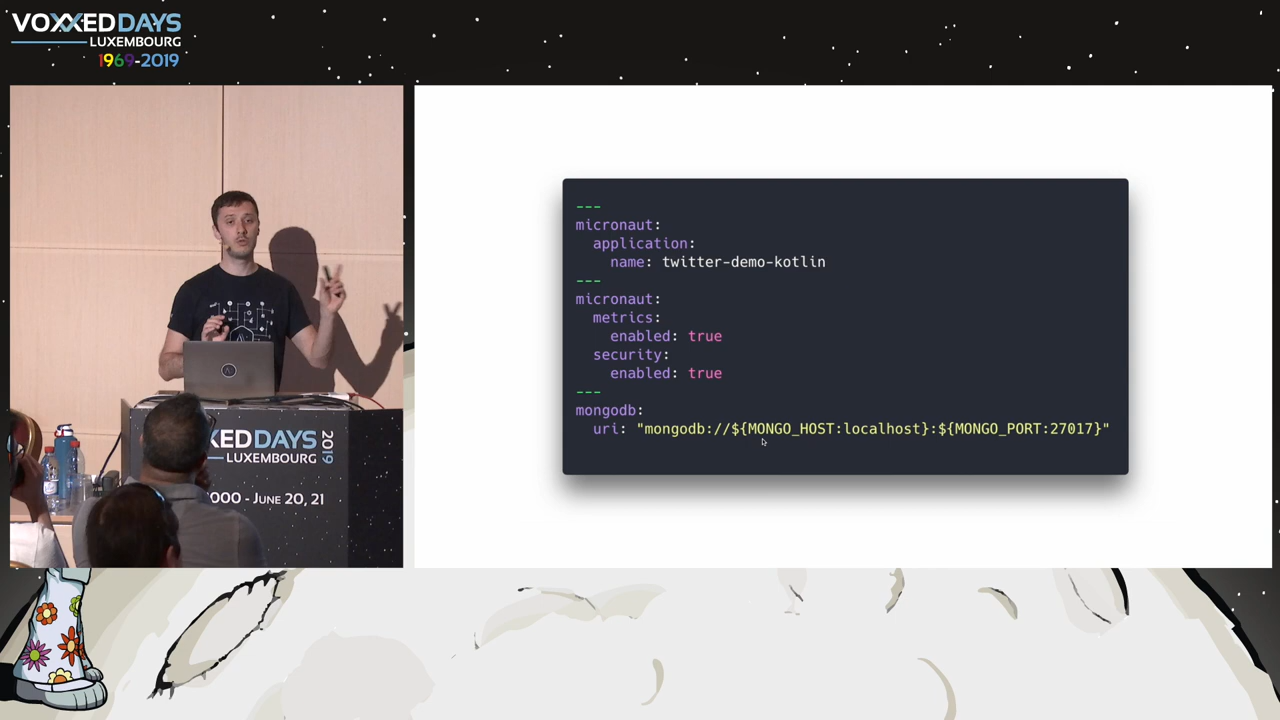 VOXXED DAYS
LUXEMBOURG
1969-2019
---
micronaut:
  application:
    name: twitter-demo-kotlin
---
micronaut:
  metrics:
    enabled: true
  security:
    enabled: true
---
mongodb:
  uri: "mongodb://${MONGO_HOST:localhost}:${MONGO_PORT:27017}"
KED DAYS
LUXEMBOURG
2019
000 - JUNE 20, 21